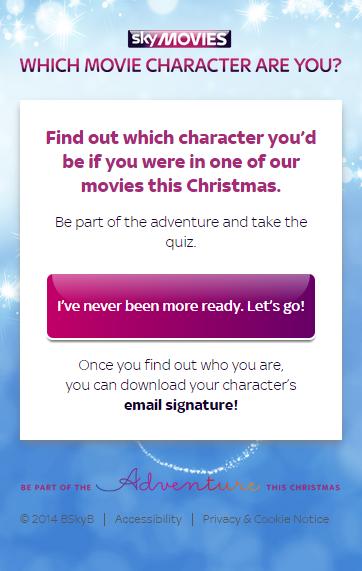 sky MOVIES
WHICH MOVIE CHARACTER ARE YOU?
Find out which character you'd
be if you were in one of our
movies this Christmas.
Be part of the adventure and take the
quiz.
I've never been more ready. Let's go!
Once you find out who you are,
you can download your character's
email signature!
BE PART OF THE Adventure THIS CHRISTMAS
© 2014 BSkyB | Accessibility | Privacy & Cookie Notice